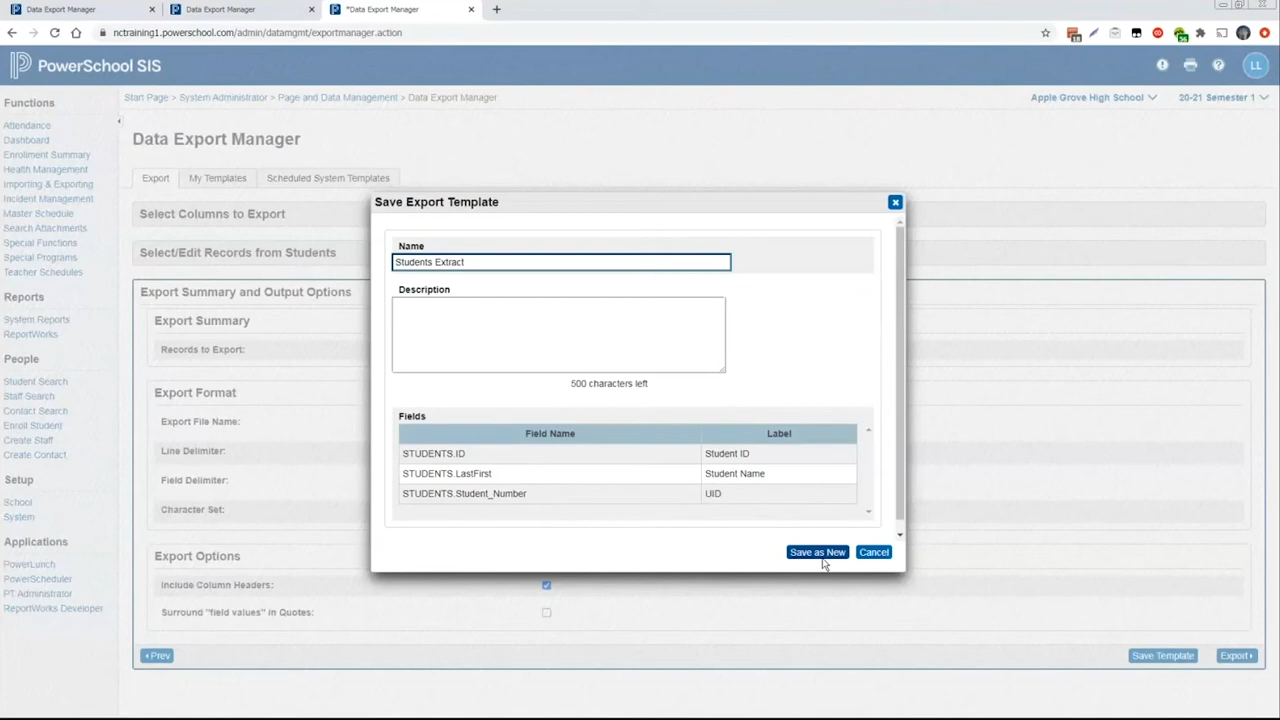 Data Export Manager
Data Export Manager
*Data Export Manager
nctraining1.powerschool.com/admin/datamgmt/exportmanager.action
PowerSchool SIS
LL
Functions
Attendance
Dashboard
Enrollment Summary
Health Management
Importing & Exporting
Incident Management
Master Schedule
Search Attachments
Special Functions
Special Programs
Teacher Schedules
Reports
System Reports
ReportWorks
People
Student Search
Staff Search
Contact Search
Enroll Student
Create Staff
Create Contact
Setup
School
System
Applications
PowerLunch
PowerScheduler
PT Administrator
ReportWorks Developer
Start Page > System Administrator > Page and Data Management > Data Export Manager
Apple Grove High School
20-21 Semester 1
Data Export Manager
Export
My Templates
Scheduled System Templates
Select Columns to Export
Select/Edit Records from Students
Export Summary and Output Options
Export Summary
Records to Export:
Export Format
Export File Name:
Line Delimiter:
Field Delimiter:
Character Set:
Export Options
Include Column Headers:
Surround "field values" in Quotes:
Prev
Save Template
Export
Save Export Template
Name
Students Extract
Description
500 characters left
Fields
Field Name Label
STUDENTS.ID Student ID
STUDENTS.LastFirst Student Name
STUDENTS.Student_Number UID
Save as New
Cancel